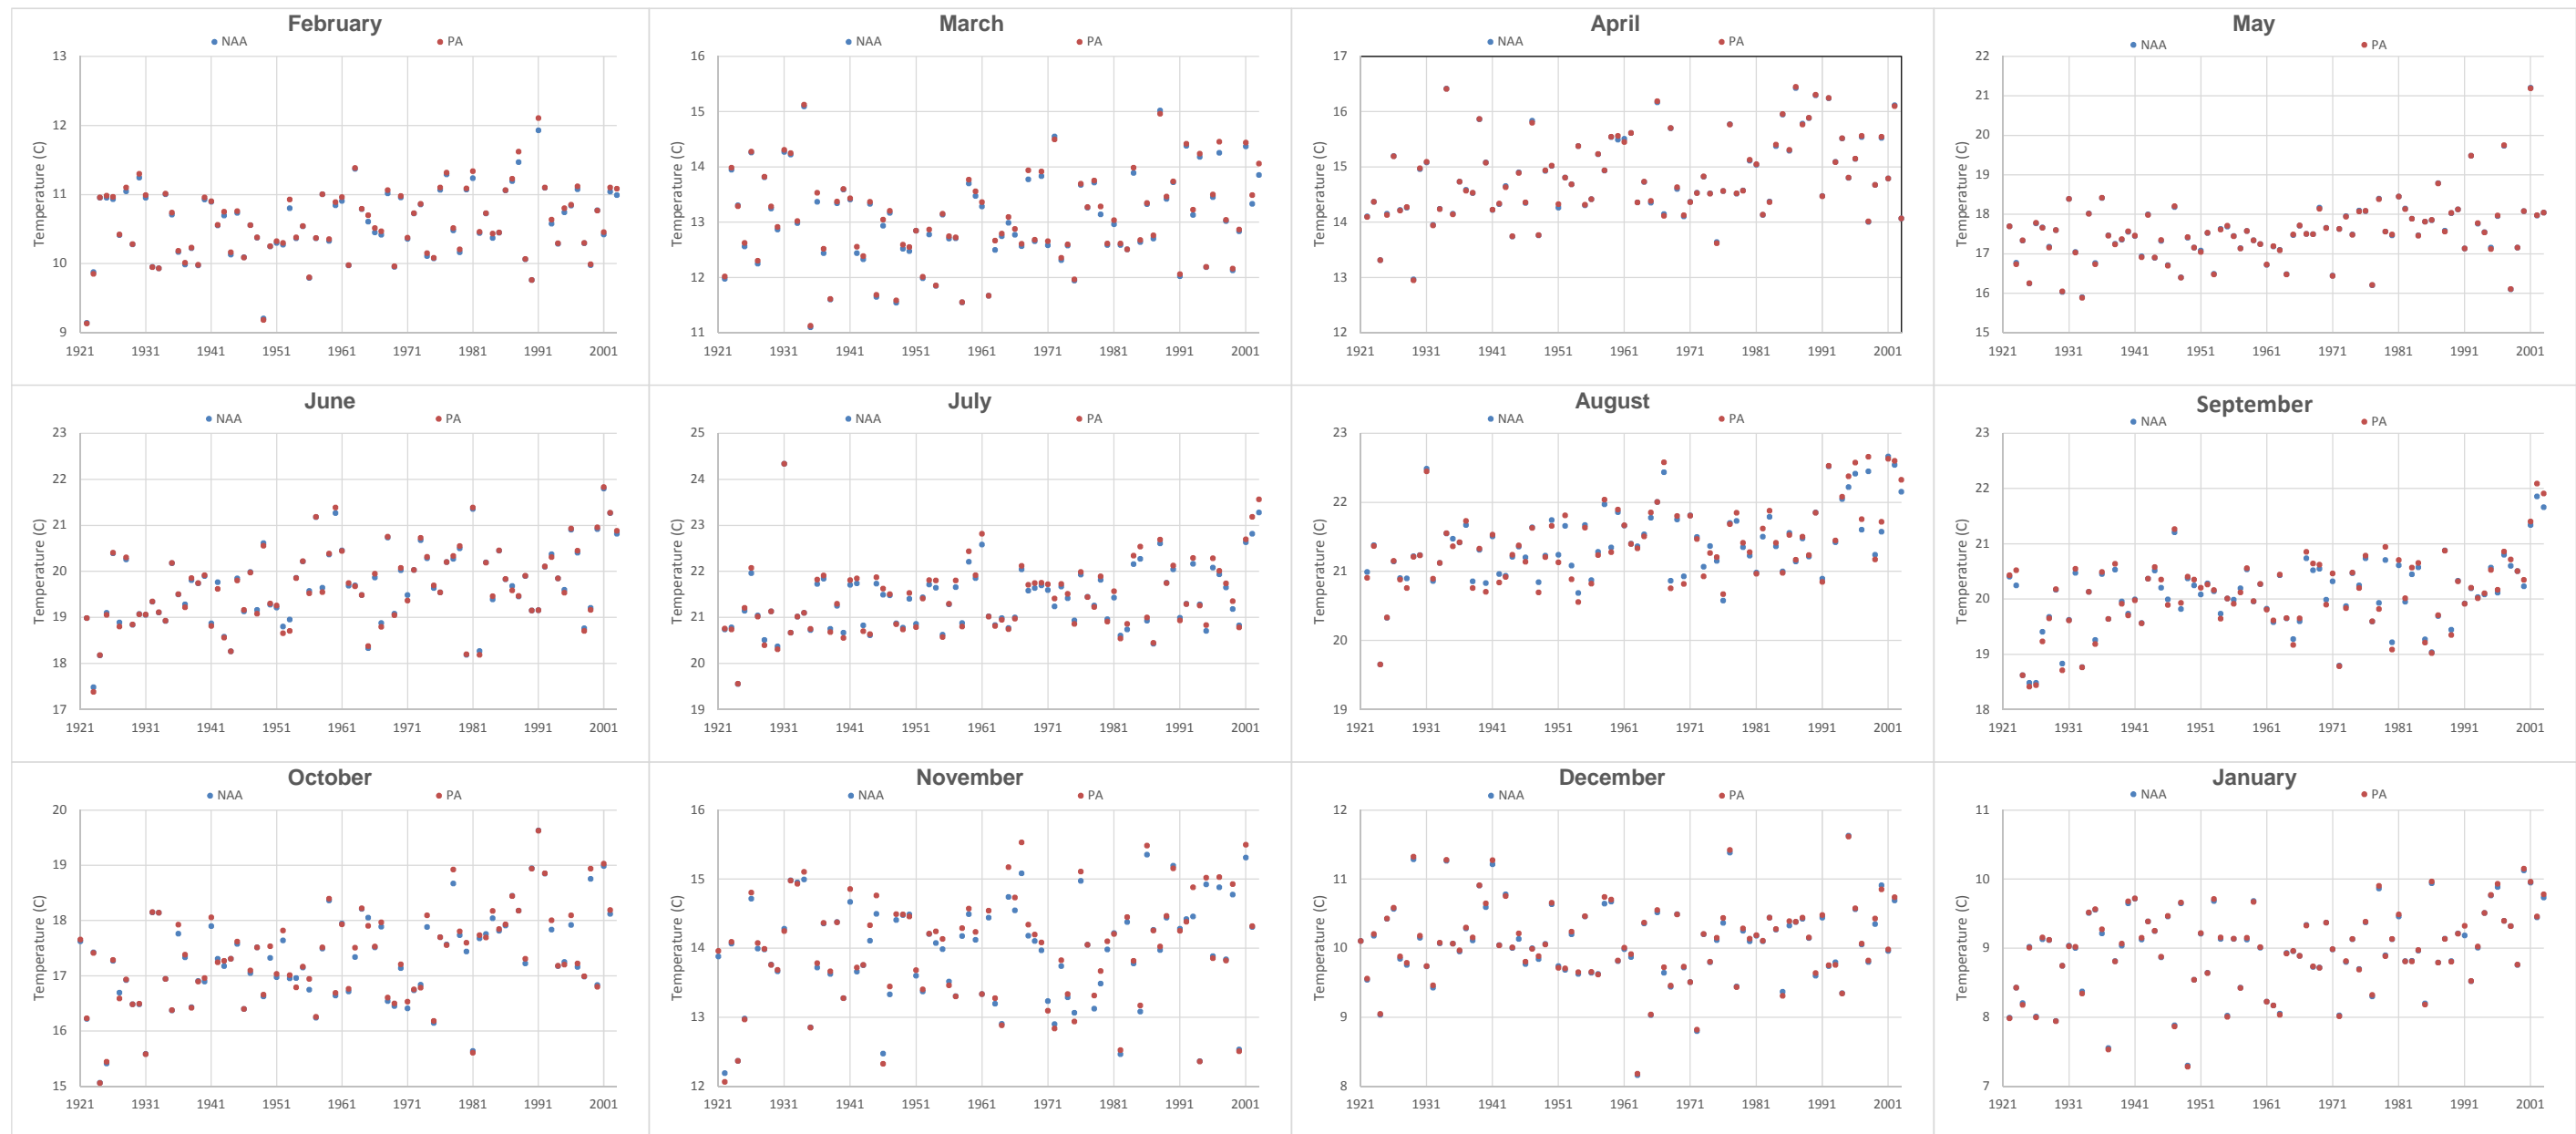 February
NAA PA
Temperature (C)
13
12
11
10
9
1921 1931 1941 1951 1961 1971 1981 1991 2001
March
NAA PA
Temperature (C)
16
15
14
13
12
11
1921 1931 1941 1951 1961 1971 1981 1991 2001
April
NAA PA
Temperature (C)
17
16
15
14
13
12
1921 1931 1941 1951 1961 1971 1981 1991 2001
May
NAA PA
Temperature (C)
22
21
20
19
18
17
16
15
1921 1931 1941 1951 1961 1971 1981 1991 2001
June
NAA PA
Temperature (C)
23
22
21
20
19
18
17
1921 1931 1941 1951 1961 1971 1981 1991 2001
July
NAA PA
Temperature (C)
25
24
23
22
21
20
19
1921 1931 1941 1951 1961 1971 1981 1991 2001
August
NAA PA
Temperature (C)
23
22
21
20
19
1921 1931 1941 1951 1961 1971 1981 1991 2001
September
NAA PA
Temperature (C)
23
22
21
20
19
18
1921 1931 1941 1951 1961 1971 1981 1991 2001
October
NAA PA
Temperature (C)
20
19
18
17
16
15
1921 1931 1941 1951 1961 1971 1981 1991 2001
November
NAA PA
Temperature (C)
16
15
14
13
12
1921 1931 1941 1951 1961 1971 1981 1991 2001
December
NAA PA
Temperature (C)
12
11
10
9
8
1921 1931 1941 1951 1961 1971 1981 1991 2001
January
NAA PA
Temperature (C)
11
10
9
8
7
1921 1931 1941 1951 1961 1971 1981 1991 2001